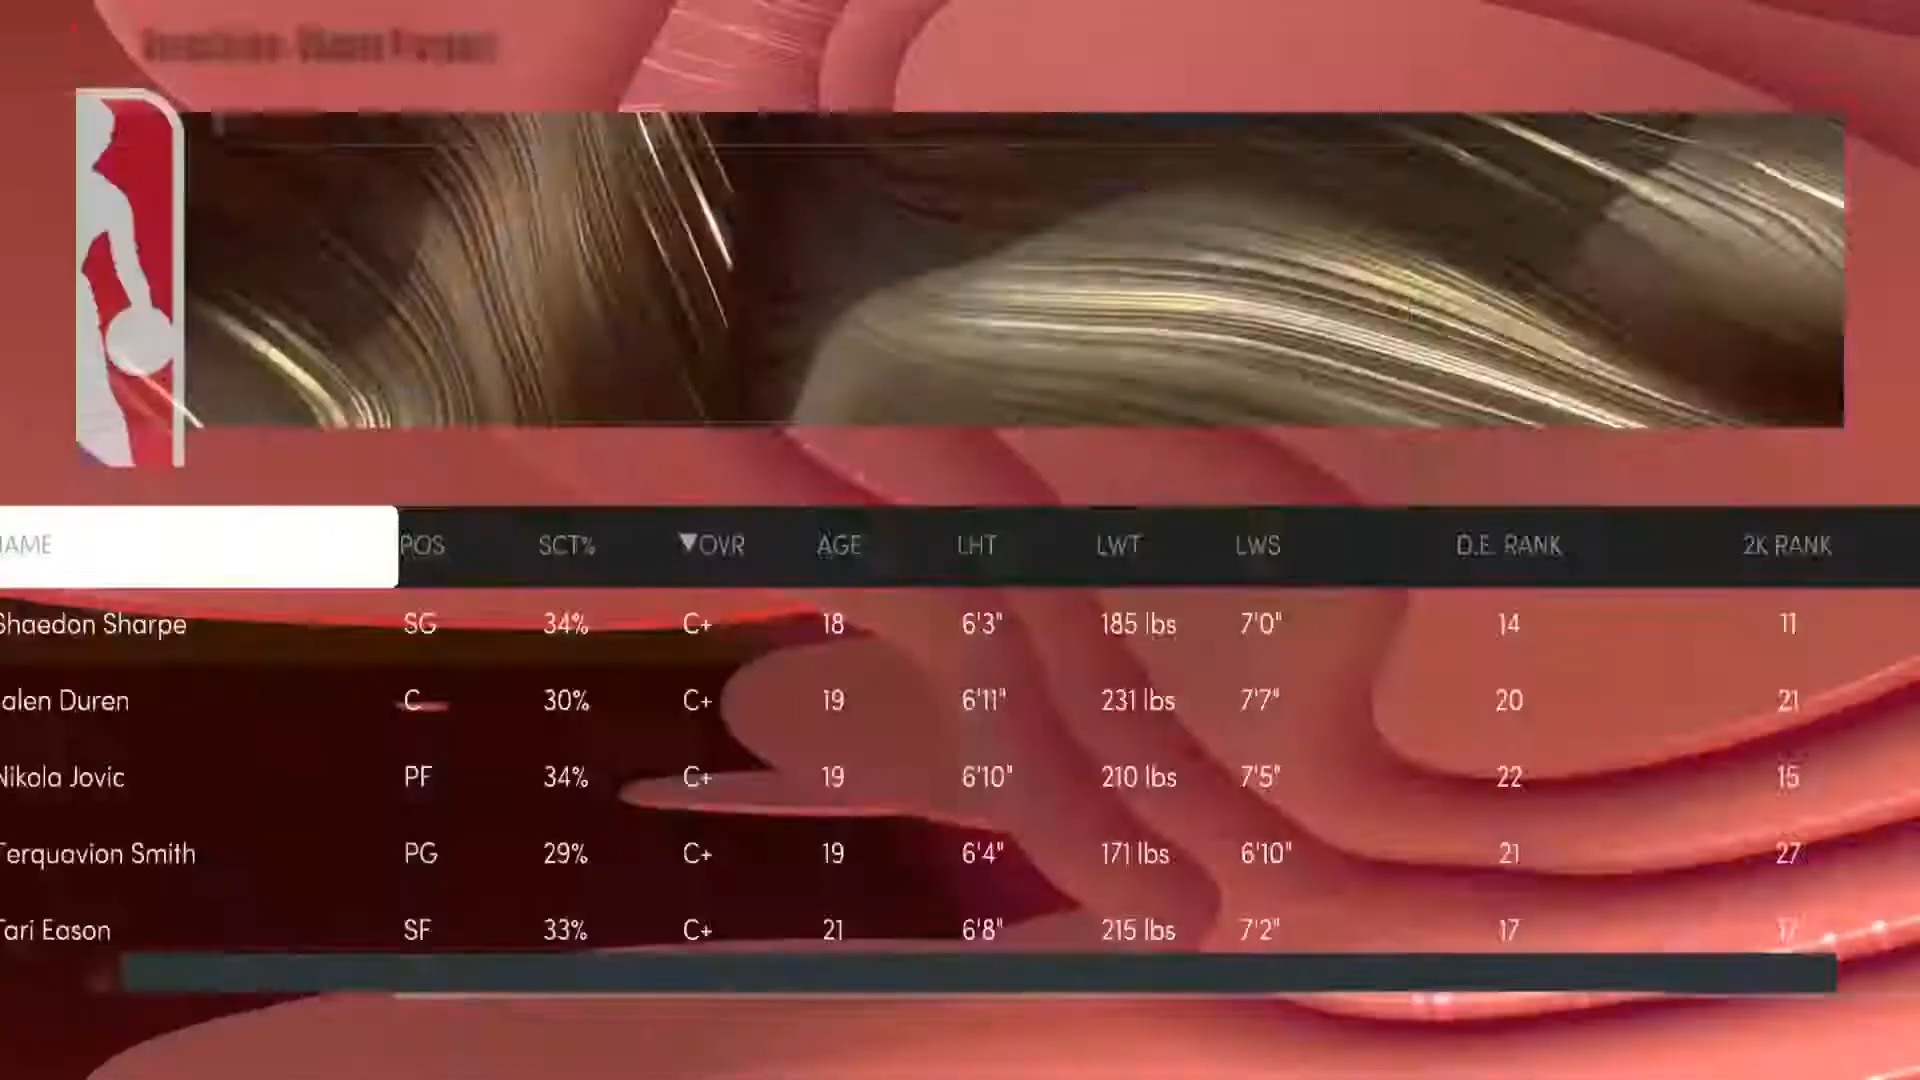 AME POS SCT% ▼OVR AGE LHT LWT LWS D.E. RANK 2K RANK
Shaedon Sharpe SG 34% C+ 18 6'3" 185 lbs 7'0" 14 11
alen Duren C 30% C+ 19 6'11" 231 lbs 7'7" 20 21
Nikola Jovic PF 34% C+ 19 6'10" 210 lbs 7'5" 22 15
Terquavion Smith PG 29% C+ 19 6'4" 171 lbs 6'10" 21 27
Tari Eason SF 33% C+ 21 6'8" 215 lbs 7'2" 17 17